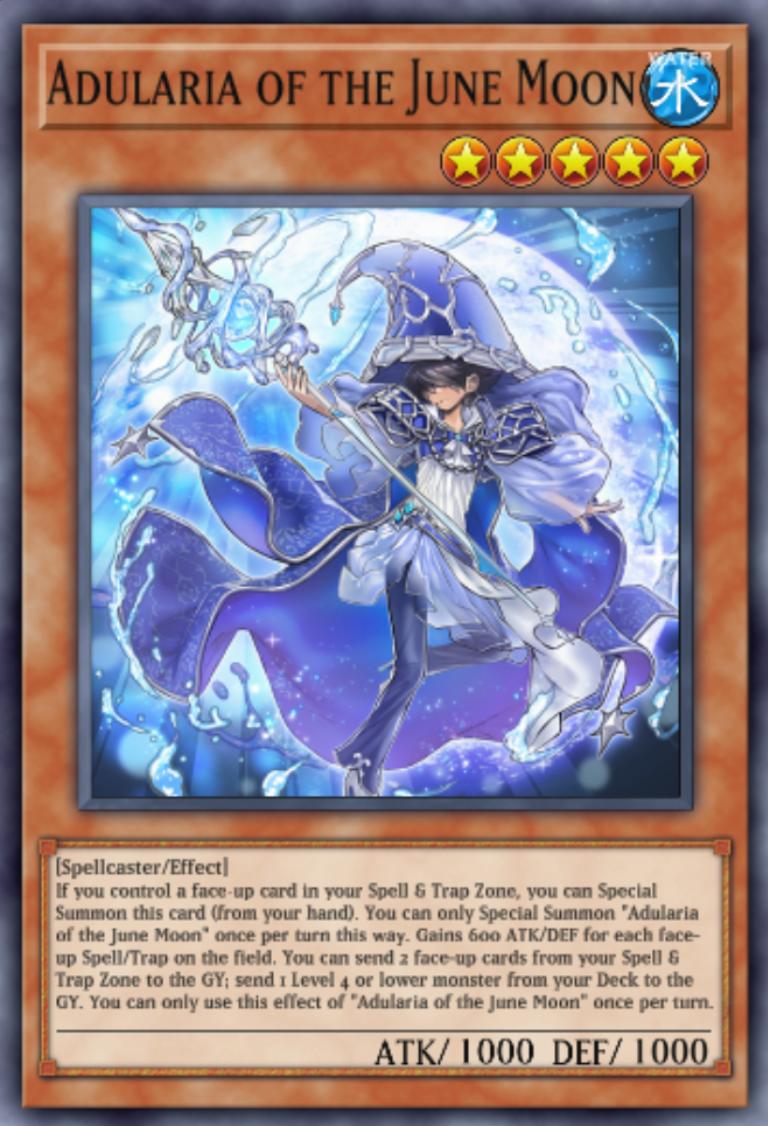 Adularia of the June Moon
WATER
水
[Spellcaster/Effect]
If you control a face-up card in your Spell & Trap Zone, you can Special
Summon this card (from your hand). You can only Special Summon "Adularia
of the June Moon" once per turn this way. Gains 600 ATK/DEF for each face-
up Spell/Trap on the field. You can send 2 face-up cards from your Spell &
Trap Zone to the GY; send 1 Level 4 or lower monster from your Deck to the
GY. You can only use this effect of "Adularia of the June Moon" once per turn.
ATK/ 1000 DEF/ 1000